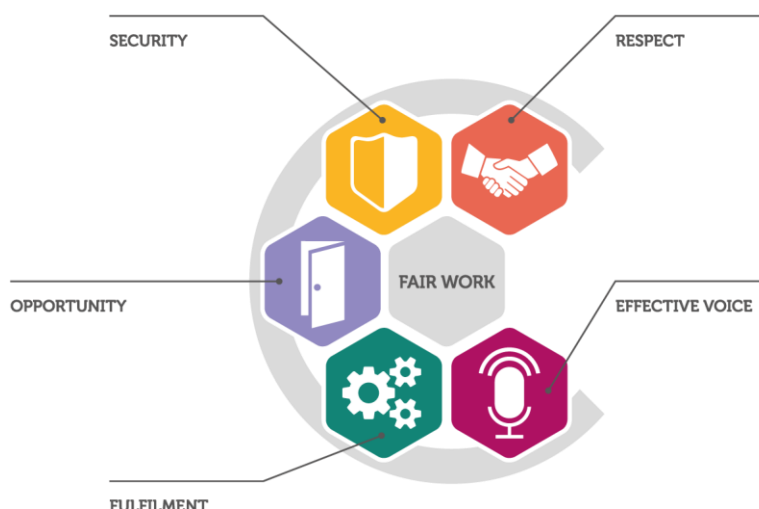 SECURITY
RESPECT
FAIR WORK
OPPORTUNITY
EFFECTIVE VOICE
FULFILMENT